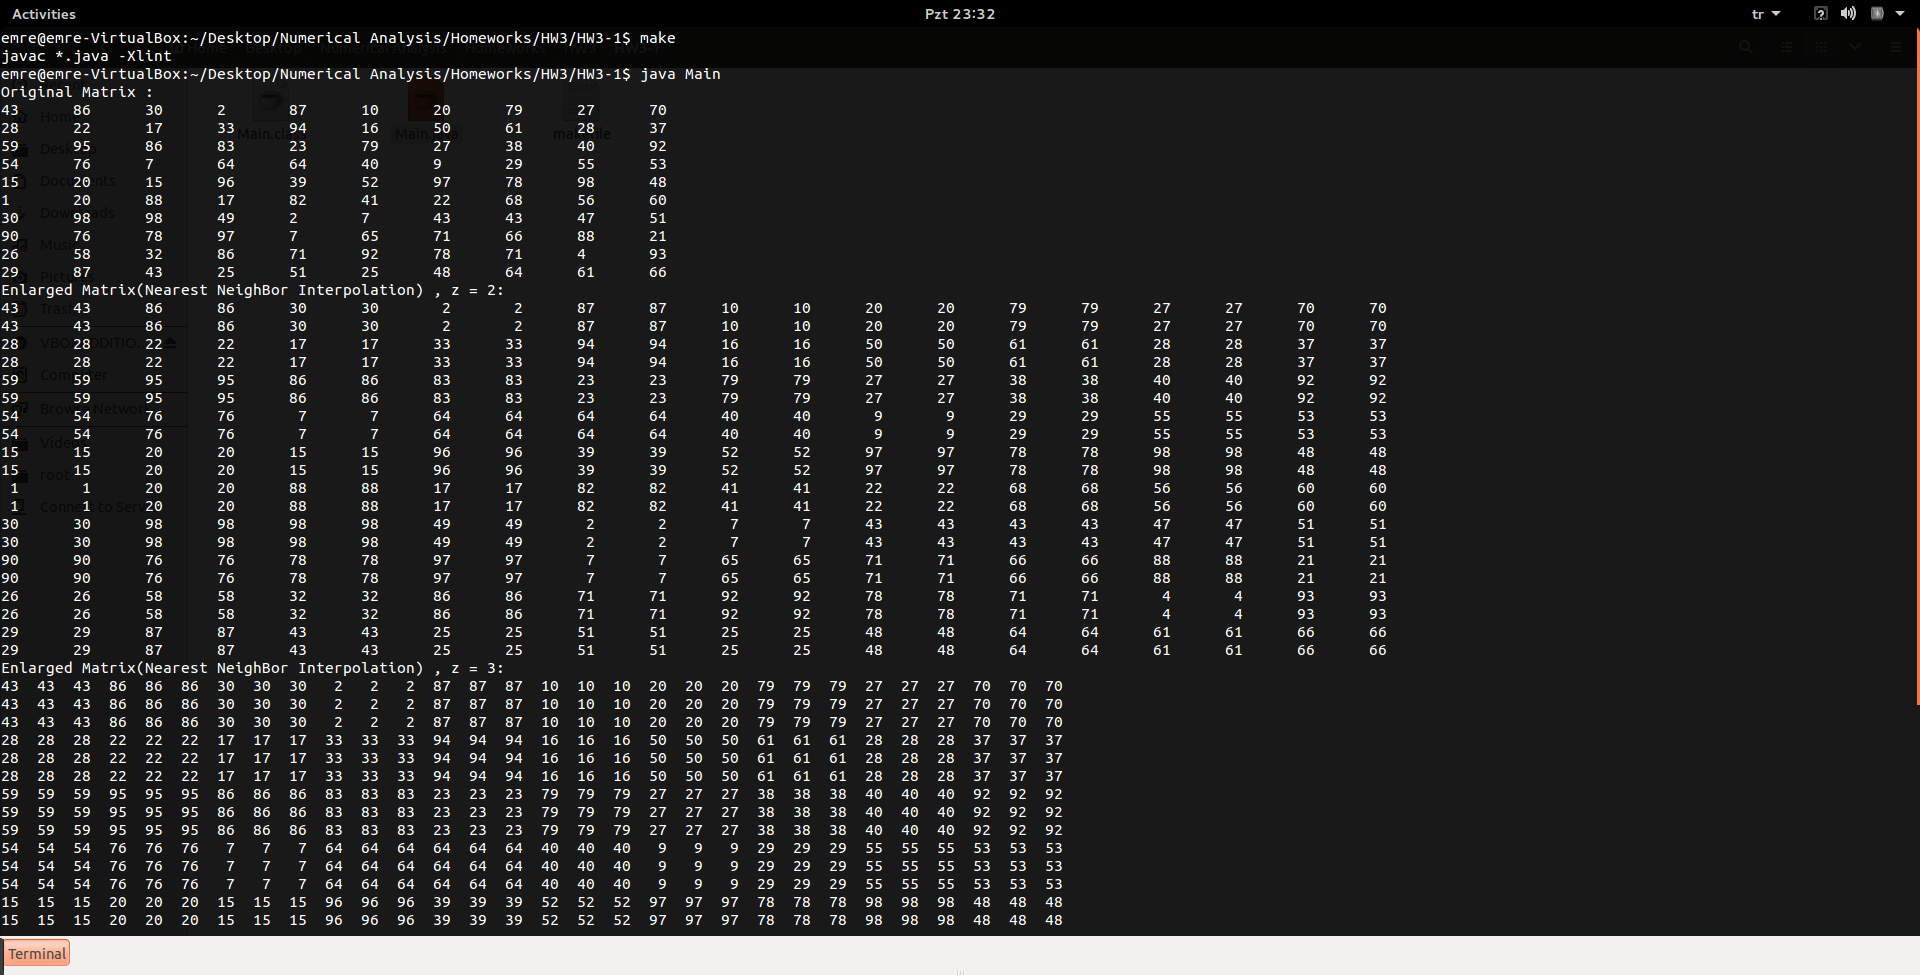 Activities Pzt 23:32 tr
emre@emre-VirtualBox:~/Desktop/Numerical Analysis/Homeworks/HW3/HW3-1$ make
javac *.java -Xlint
emre@emre-VirtualBox:~/Desktop/Numerical Analysis/Homeworks/HW3/HW3-1$ java Main
Original Matrix :
43 86 30 2 87 10 20 79 27 70
28 22 17 33 94 16 50 61 28 37
59 95 86 83 23 79 27 38 40 92
54 76 7 64 64 40 9 29 55 53
15 20 15 96 39 52 97 78 98 48
1 20 88 17 82 41 22 68 56 60
30 98 98 49 2 7 43 43 47 51
90 76 78 97 7 65 71 66 88 21
26 58 32 86 71 92 78 71 4 93
29 87 43 25 51 25 48 64 61 66
Enlarged Matrix(Nearest NeighBor Interpolation) , z = 2:
43 43 86 86 30 30 2 2 87 87 10 10 20 20 79 79 27 27 70 70
43 43 86 86 30 30 2 2 87 87 10 10 20 20 79 79 27 27 70 70
28 28 22 22 17 17 33 33 94 94 16 16 50 50 61 61 28 28 37 37
28 28 22 22 17 17 33 33 94 94 16 16 50 50 61 61 28 28 37 37
59 59 95 95 86 86 83 83 23 23 79 79 27 27 38 38 40 40 92 92
59 59 95 95 86 86 83 83 23 23 79 79 27 27 38 38 40 40 92 92
54 54 76 76 7 7 64 64 64 64 40 40 9 9 29 29 55 55 53 53
54 54 76 76 7 7 64 64 64 64 40 40 9 9 29 29 55 55 53 53
15 15 20 20 15 15 96 96 39 39 52 52 97 97 78 78 98 98 48 48
15 15 20 20 15 15 96 96 39 39 52 52 97 97 78 78 98 98 48 48
1 1 20 20 88 88 17 17 82 82 41 41 22 22 68 68 56 56 60 60
1 1 20 20 88 88 17 17 82 82 41 41 22 22 68 68 56 56 60 60
30 30 98 98 98 98 49 49 2 2 7 7 43 43 43 43 47 47 51 51
30 30 98 98 98 98 49 49 2 2 7 7 43 43 43 43 47 47 51 51
90 90 76 76 78 78 97 97 7 7 65 65 71 71 66 66 88 88 21 21
90 90 76 76 78 78 97 97 7 7 65 65 71 71 66 66 88 88 21 21
26 26 58 58 32 32 86 86 71 71 92 92 78 78 71 71 4 4 93 93
26 26 58 58 32 32 86 86 71 71 92 92 78 78 71 71 4 4 93 93
29 29 87 87 43 43 25 25 51 51 25 25 48 48 64 64 61 61 66 66
29 29 87 87 43 43 25 25 51 51 25 25 48 48 64 64 61 61 66 66
Enlarged Matrix(Nearest NeighBor Interpolation) , z = 3:
43 43 43 86 86 86 30 30 30 2 2 2 87 87 87 10 10 10 20 20 20 79 79 79 27 27 27 70 70 70
43 43 43 86 86 86 30 30 30 2 2 2 87 87 87 10 10 10 20 20 20 79 79 79 27 27 27 70 70 70
43 43 43 86 86 86 30 30 30 2 2 2 87 87 87 10 10 10 20 20 20 79 79 79 27 27 27 70 70 70
28 28 28 22 22 22 17 17 17 33 33 33 94 94 94 16 16 16 50 50 50 61 61 61 28 28 28 37 37 37
28 28 28 22 22 22 17 17 17 33 33 33 94 94 94 16 16 16 50 50 50 61 61 61 28 28 28 37 37 37
28 28 28 22 22 22 17 17 17 33 33 33 94 94 94 16 16 16 50 50 50 61 61 61 28 28 28 37 37 37
59 59 59 95 95 95 86 86 86 83 83 83 23 23 23 79 79 79 27 27 27 38 38 38 40 40 40 92 92 92
59 59 59 95 95 95 86 86 86 83 83 83 23 23 23 79 79 79 27 27 27 38 38 38 40 40 40 92 92 92
59 59 59 95 95 95 86 86 86 83 83 83 23 23 23 79 79 79 27 27 27 38 38 38 40 40 40 92 92 92
54 54 54 76 76 76 7 7 7 64 64 64 64 64 64 40 40 40 9 9 9 29 29 29 55 55 55 53 53 53
54 54 54 76 76 76 7 7 7 64 64 64 64 64 64 40 40 40 9 9 9 29 29 29 55 55 55 53 53 53
54 54 54 76 76 76 7 7 7 64 64 64 64 64 64 40 40 40 9 9 9 29 29 29 55 55 55 53 53 53
15 15 15 20 20 20 15 15 15 96 96 96 39 39 39 52 52 52 97 97 97 78 78 78 98 98 98 48 48 48
15 15 15 20 20 20 15 15 15 96 96 96 39 39 39 52 52 52 97 97 97 78 78 78 98 98 98 48 48 48
Terminal